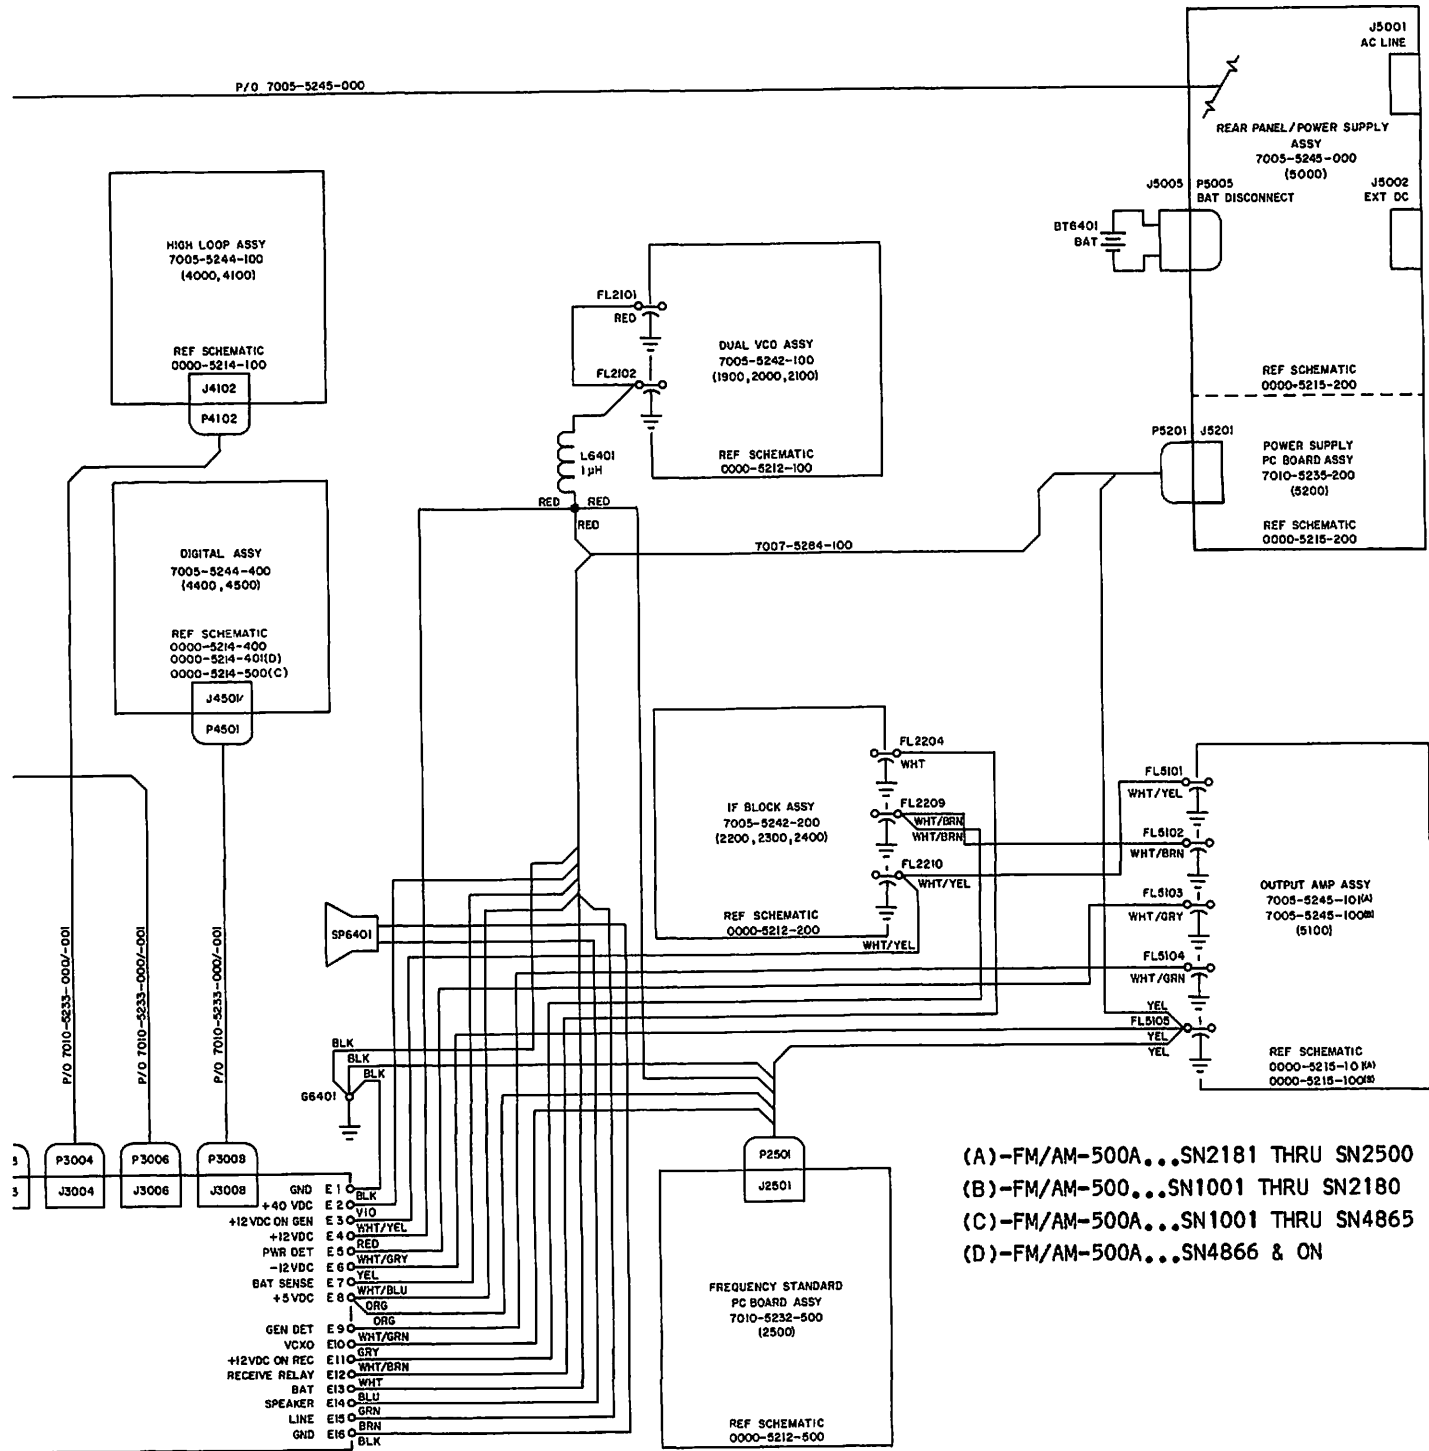 P/O 7005-5245-000
J5001
AC LINE
REAR PANEL/POWER SUPPLY
ASSY
7005-5245-000
(5000)
J5005
P5005
BAT DISCONNECT
J5002
EXT DC
BT6401
BAT
REF SCHEMATIC
0000-5215-200
P5201
J5201
POWER SUPPLY
PC BOARD ASSY
7010-5235-200
(5200)
REF SCHEMATIC
0000-5215-200
HIGH LOOP ASSY
7005-5244-100
(4000,4100)
REF SCHEMATIC
0000-5214-100
J4102
P4102
FL2101
RED
FL2102
DUAL VCO ASSY
7005-5242-100
(1900,2000,2100)
REF SCHEMATIC
0000-5212-100
L6401
1 µH
RED
RED
RED
7007-5284-100
DIGITAL ASSY
7005-5244-400
(4400,4500)
REF SCHEMATIC
0000-5214-400
0000-5214-401(D)
0000-5214-500(C)
J4501
P4501
IF BLOCK ASSY
7005-5242-200
(2200,2300,2400)
REF SCHEMATIC
0000-5212-200
FL2204
WHT
FL2209
WHT/BRN
WHT/BRN
FL2210
WHT/YEL
WHT/YEL
FL5101
WHT/YEL
FL5102
WHT/BRN
FL5103
WHT/GRY
FL5104
WHT/GRN
YEL
FL5105
YEL
YEL
OUTPUT AMP ASSY
7005-5245-101(A)
7005-5245-100(B)
(5100)
REF SCHEMATIC
0000-5215-101(A)
0000-5215-100(B)
SP6401
P/O 7010-5233-000/-001
P/O 7010-5233-000/-001
P/O 7010-5233-000/-001
BLK
BLK
BLK
G6401
P3004
J3004
P3006
J3006
P3008
J3008
GND E1
BLK
+40 VDC E2
VIO
+12VDC ON GEN E3
WHT/YEL
+12VDC E4
RED
PWR DET E5
WHT/GRY
-12VDC E6
YEL
BAT SENSE E7
WHT/BLU
+5VDC E8
ORG
ORG
GEN DET E9
WHT/GRN
VCXO E10
GRY
+12VDC ON REC E11
WHT/BRN
RECEIVE RELAY E12
WHT
BAT E13
BLU
SPEAKER E14
GRN
LINE E15
BRN
GND E16
BLK
P2501
J2501
FREQUENCY STANDARD
PC BOARD ASSY
7010-5232-500
(2500)
REF SCHEMATIC
0000-5212-500
(A)-FM/AM-500A...SN2181 THRU SN2500
(B)-FM/AM-500...SN1001 THRU SN2180
(C)-FM/AM-500A...SN1001 THRU SN4865
(D)-FM/AM-500A...SN4866 & ON